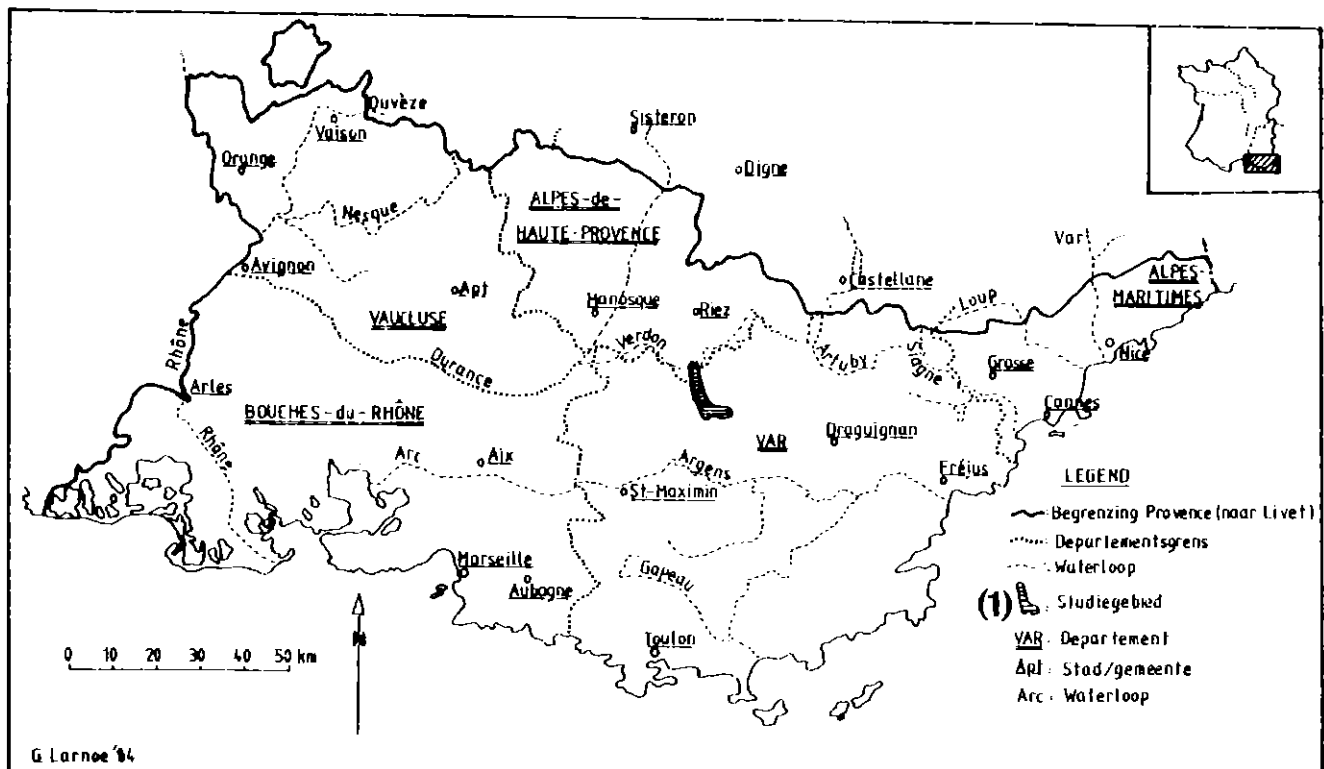 Ouvèze
Vaison
Orange
Sisteron
Digne
Nesque
ALPES-de-
HAUTE-PROVENCE
Var
ALPES-
MARITIMES
Avignon
Apt
Castellane
Manosque
Riez
Loup
VAUCLUSE
Verdon
Artuby
Siagne
Nice
Rhône
Durance
Grasse
Arles
Cannes
BOUCHES-du-RHÔNE
Rhône
Arc
Aix
VAR
Draguignan
Argens
St-Maximin
Fréjus
Marseille
Aubagne
Gapeau
Toulon
LEGEND
Begrenzing Provence (naar Livet)
Departementsgrens
Waterloop
(1) : Studiegebied
VAR : Departement
Apt : Stad/gemeente
Arc : Waterloop
0 10 20 30 40 50 km
G Larnoe '84